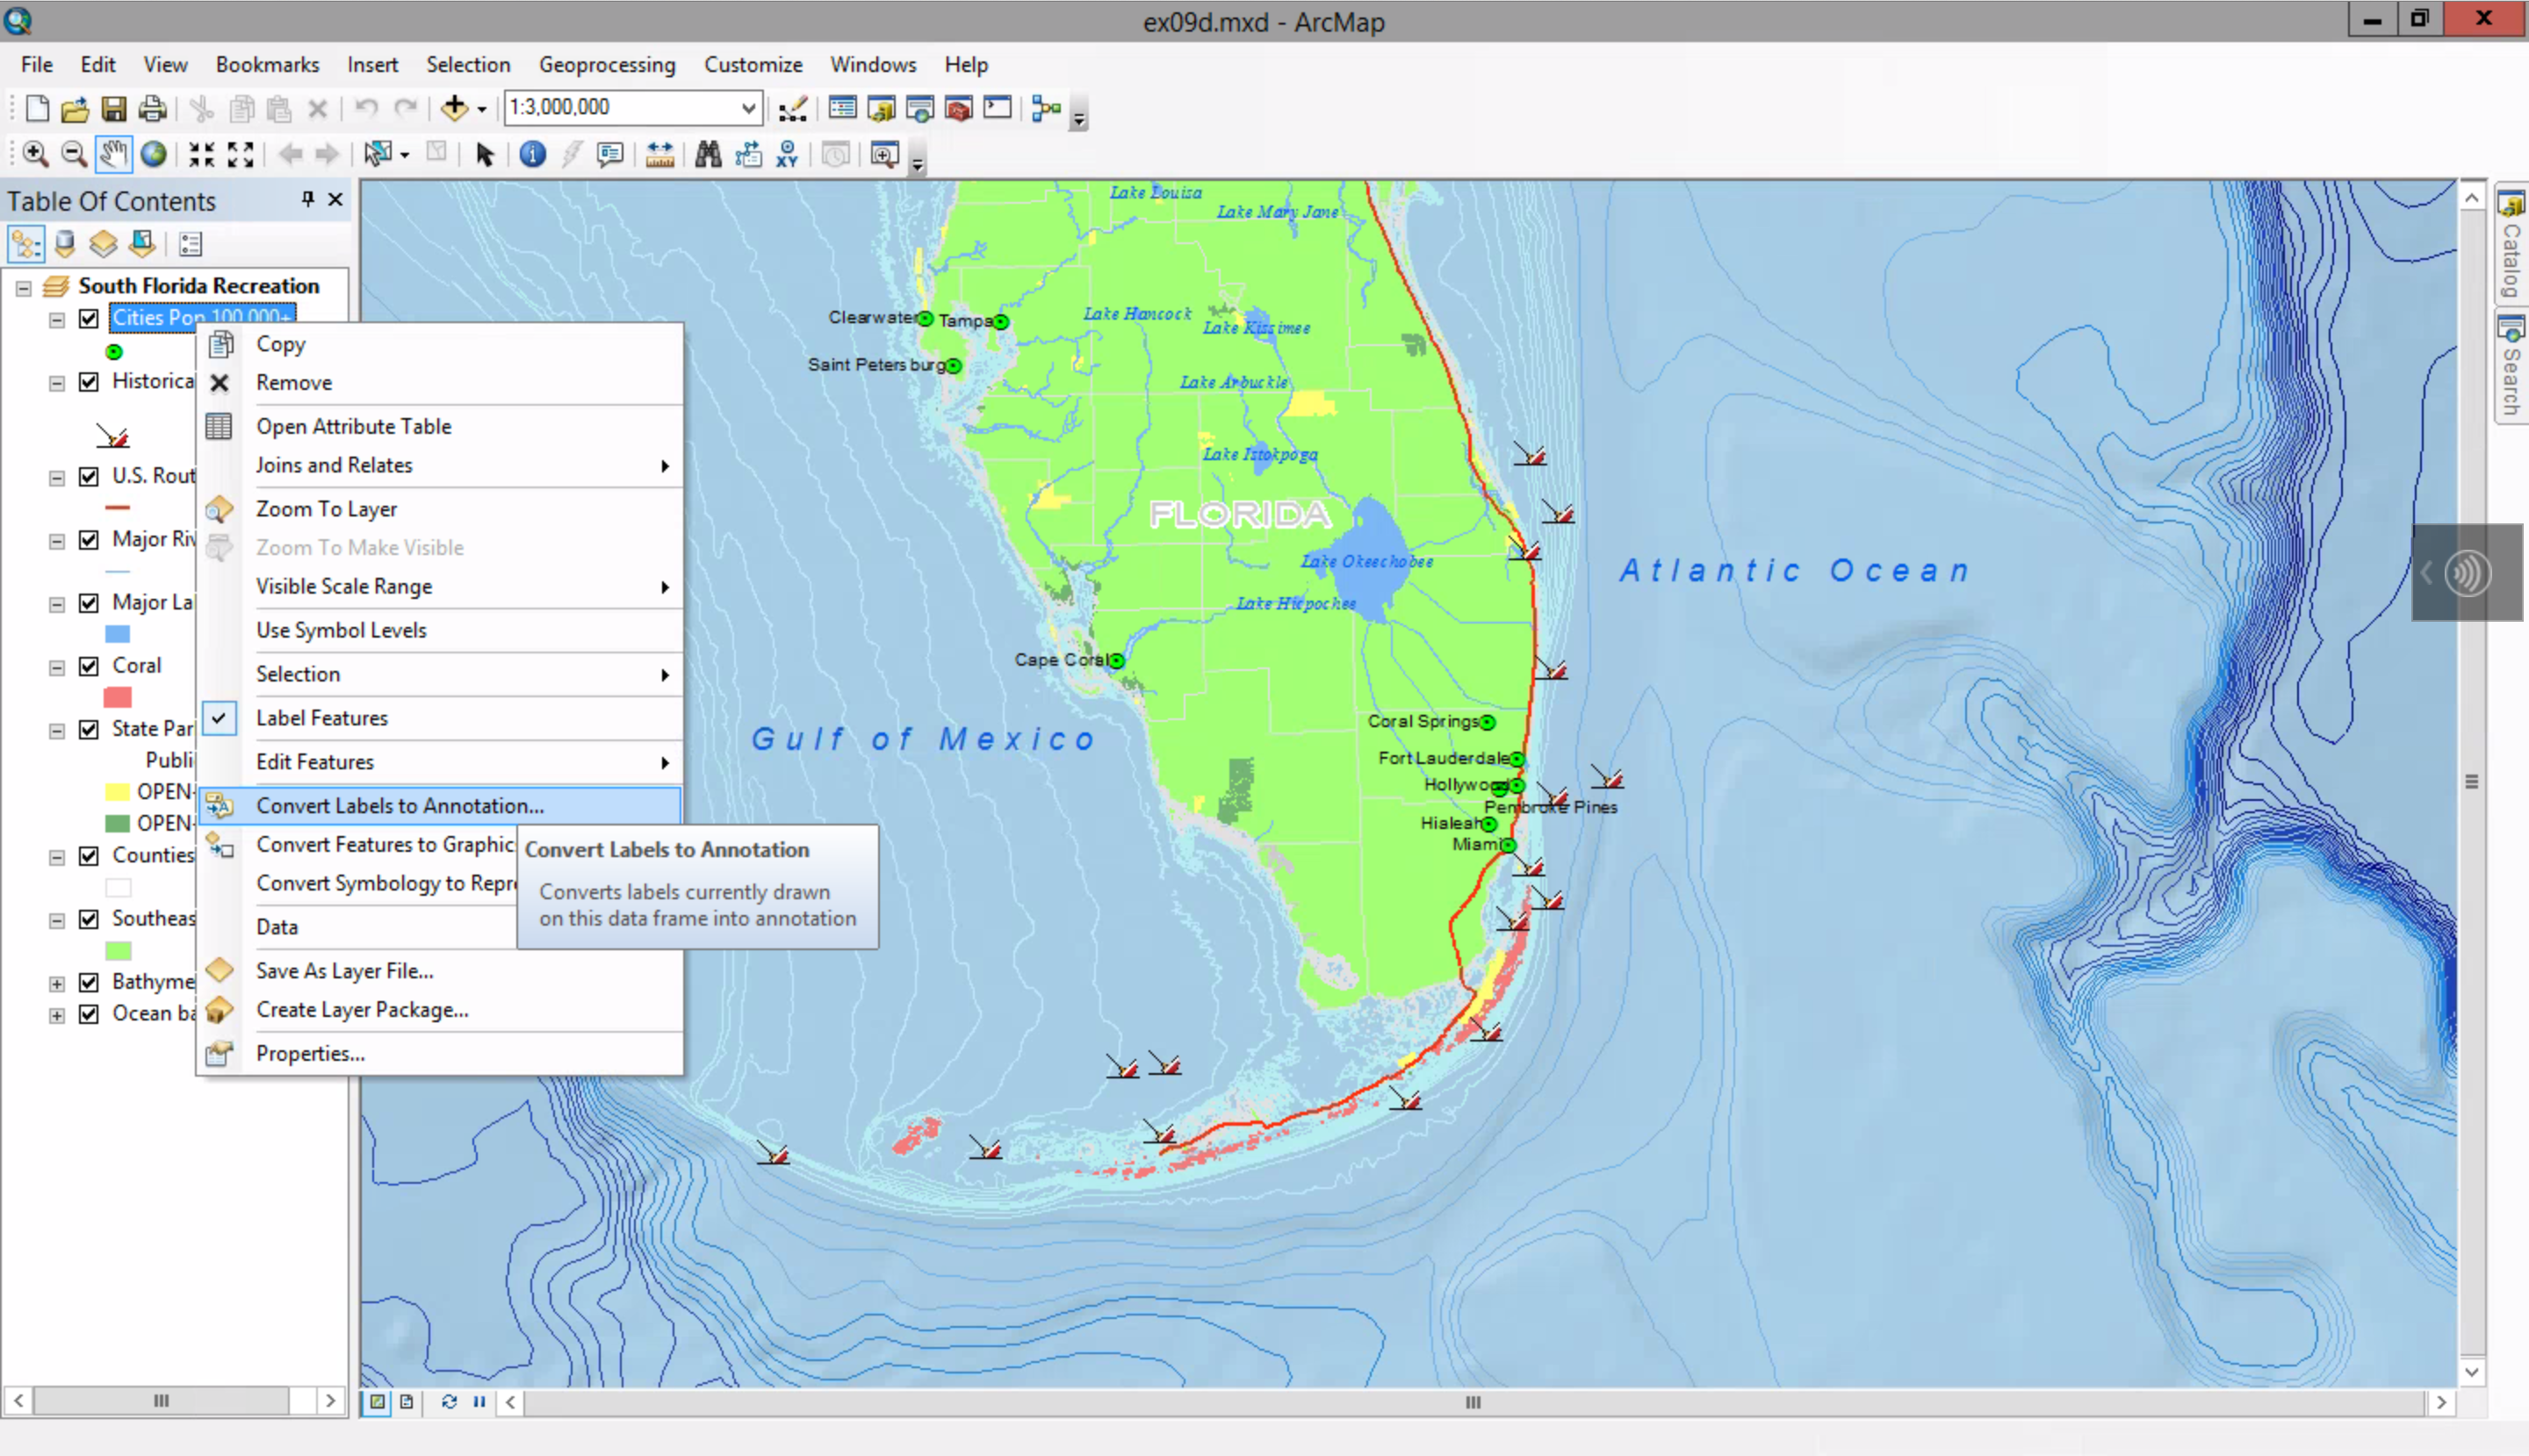 ex09d.mxd - ArcMap
File Edit View Bookmarks Insert Selection Geoprocessing Customize Windows Help
1:3,000,000
Table Of Contents
South Florida Recreation
Cities Pop 100,000+
Historica
U.S. Rout
Major Riv
Major La
Coral
State Par
Publi
OPEN-
OPEN-
Counties
Southeas
Bathyme
Ocean ba
Copy
Remove
Open Attribute Table
Joins and Relates
Zoom To Layer
Zoom To Make Visible
Visible Scale Range
Use Symbol Levels
Selection
Label Features
Edit Features
Convert Labels to Annotation...
Convert Features to Graphic
Convert Symbology to Repre
Data
Save As Layer File...
Create Layer Package...
Properties...
Convert Labels to Annotation
Converts labels currently drawn
on this data frame into annotation
Lake Louisa
Lake Mary Jane
Clearwater
Tampa
Lake Hancock
Lake Kissimee
Saint Petersburg
Lake Arbuckle
Lake Istokpoga
FLORIDA
Lake Okeechobee
Atlantic Ocean
Lake Hicpochee
Cape Coral
Coral Springs
Gulf of Mexico
Fort Lauderdale
Hollywood
Pembroke Pines
Hialeah
Miami
Catalog
Search